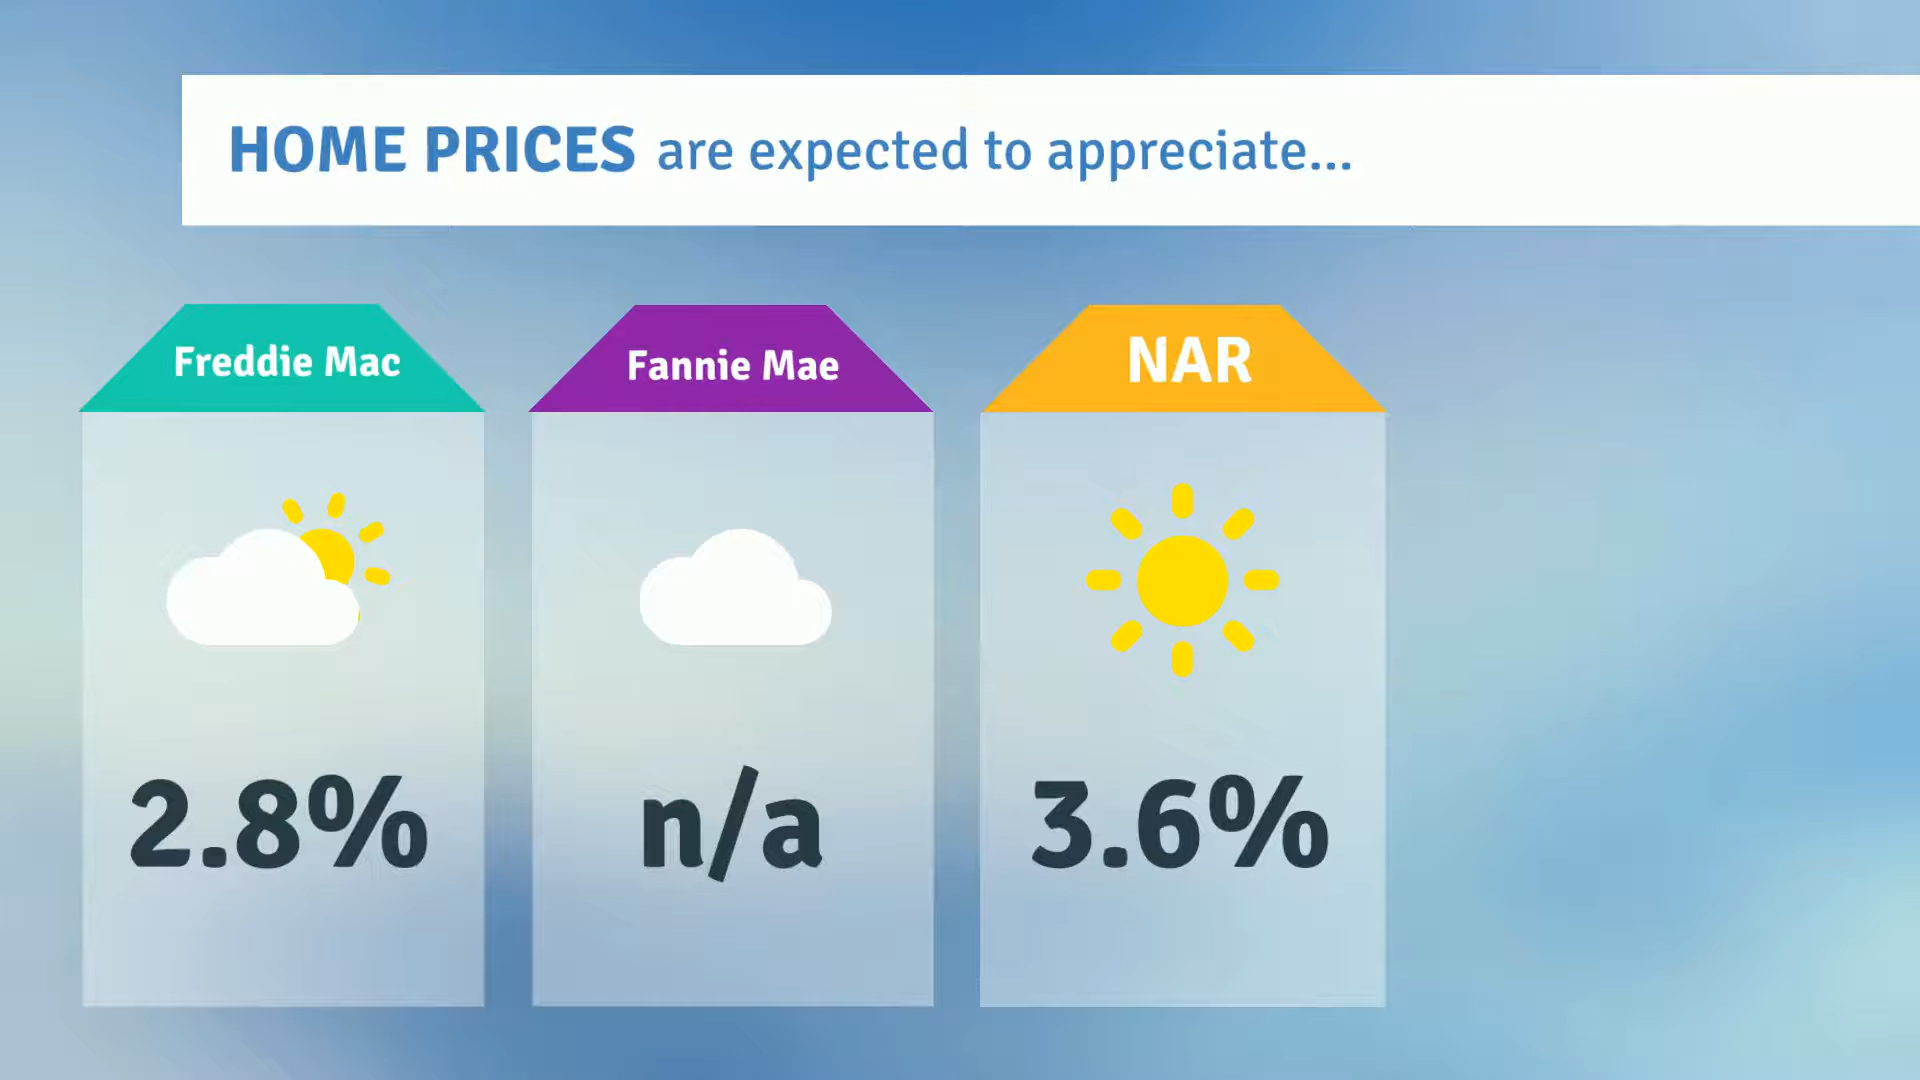 HOME PRICES are expected to appreciate...
Freddie Mac
Fannie Mae
NAR
2.8%
n/a
3.6%